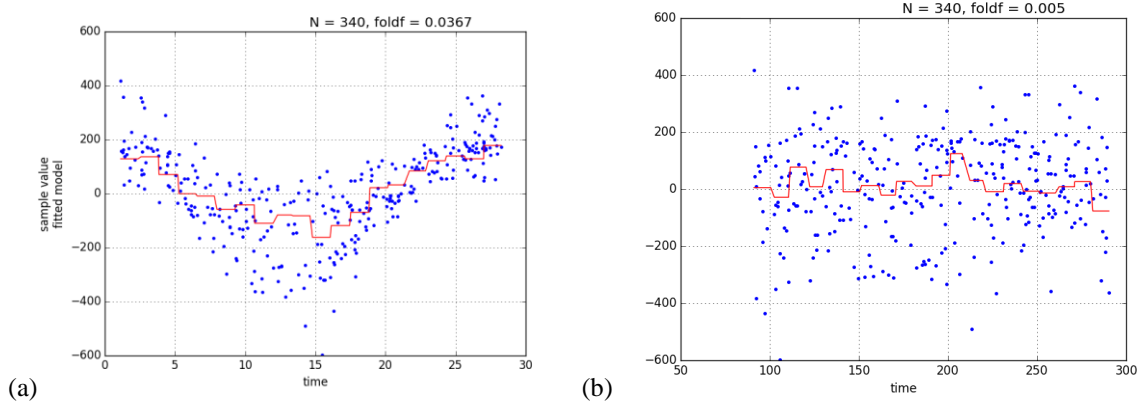 N = 340, foldf = 0.0367
600
400
200
0
−200
−400
−600
sample value
fitted model
0 5 10 15 20 25 30
time
(a)
N = 340, foldf = 0.005
600
400
200
0
−200
−400
−600
50 100 150 200 250 300
time
(b)